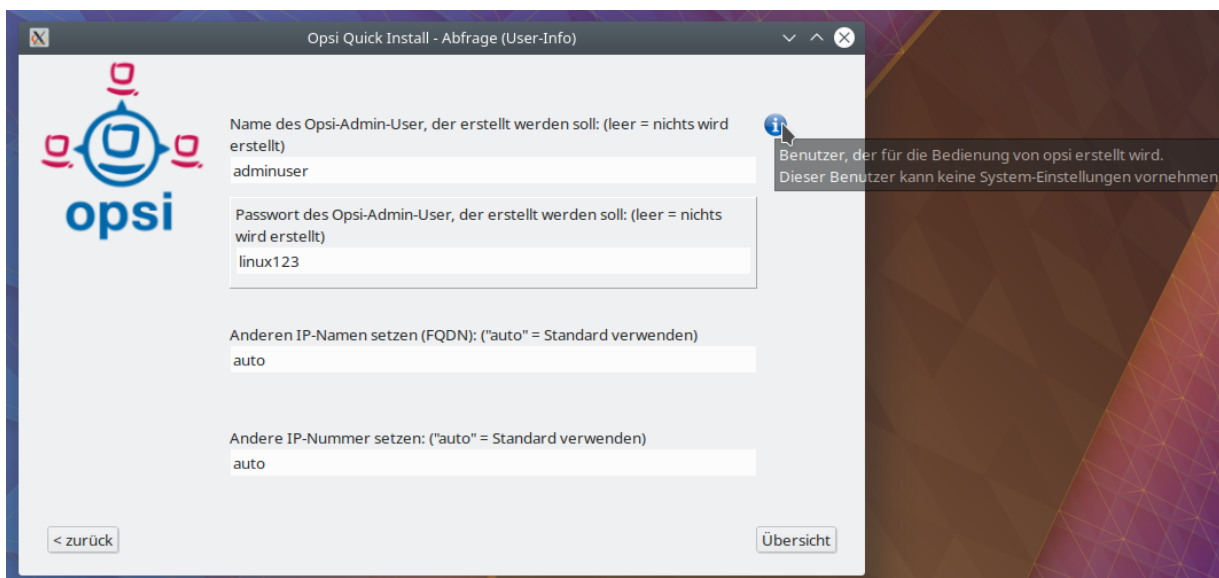 Opsi Quick Install - Abfrage (User-Info)
opsi
Name des Opsi-Admin-User, der erstellt werden soll: (leer = nichts wird
erstellt)
adminuser
Benutzer, der für die Bedienung von opsi erstellt wird.
Dieser Benutzer kann keine System-Einstellungen vornehmen
Passwort des Opsi-Admin-User, der erstellt werden soll: (leer = nichts
wird erstellt)
linux123
Anderen IP-Namen setzen (FQDN): ("auto" = Standard verwenden)
auto
Andere IP-Nummer setzen: ("auto" = Standard verwenden)
auto
< zurück
Übersicht